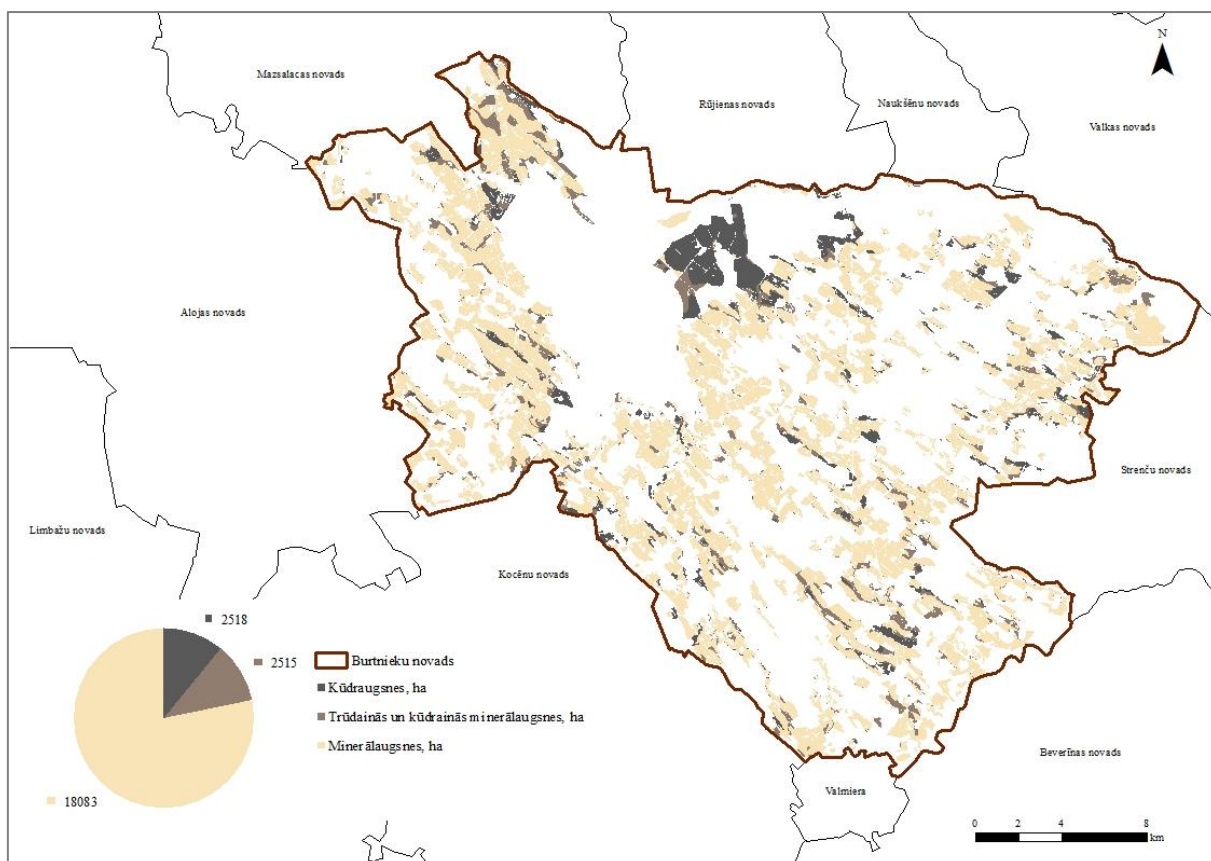 N
Mazsalacas novads
Rūjienas novads
Naukšēnu novads
Valkas novads
Alojas novads
Strenču novads
Limbažu novads
Kocēnu novads
2518
2515
18083
Burtnieku novads
Kūdraugsnes, ha
Trūdainās un kūdrainās minerālaugsnes, ha
Minerālaugsnes, ha
Beverīnas novads
Valmiera
0 2 4 8
km